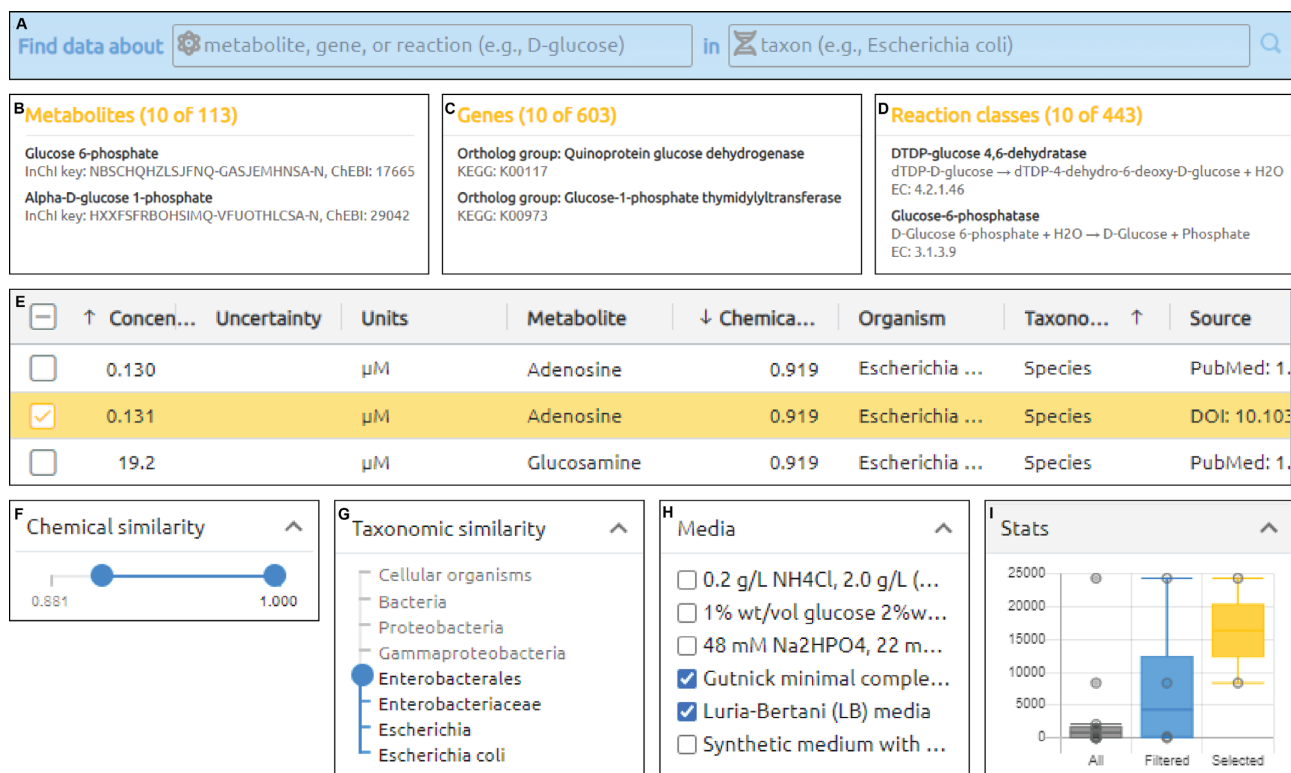 A
Find data about metabolite, gene, or reaction (e.g., D-glucose) in taxon (e.g., Escherichia coli)
B Metabolites (10 of 113)
Glucose 6-phosphate
InChI key: NBSCHQHZLSJFNQ-GASJEMHNSA-N, ChEBI: 17665
Alpha-D-glucose 1-phosphate
InChI key: HXXFSFRBOHSIMQ-VFUOTHLCSA-N, ChEBI: 29042
C Genes (10 of 603)
Ortholog group: Quinoprotein glucose dehydrogenase
KEGG: K00117
Ortholog group: Glucose-1-phosphate thymidylyltransferase
KEGG: K00973
D Reaction classes (10 of 443)
DTDP-glucose 4,6-dehydratase
dTDP-D-glucose → dTDP-4-dehydro-6-deoxy-D-glucose + H2O
EC: 4.2.1.46
Glucose-6-phosphatase
D-Glucose 6-phosphate + H2O → D-Glucose + Phosphate
EC: 3.1.3.9
E ↑ Concen... Uncertainty Units Metabolite ↓ Chemica... Organism Taxono... ↑ Source
0.130 µM Adenosine 0.919 Escherichia ... Species PubMed: 1.
0.131 µM Adenosine 0.919 Escherichia ... Species DOI: 10.103
19.2 µM Glucosamine 0.919 Escherichia ... Species PubMed: 1.
F Chemical similarity
0.881 1.000
G Taxonomic similarity
Cellular organisms
Bacteria
Proteobacteria
Gammaproteobacteria
Enterobacterales
Enterobacteriaceae
Escherichia
Escherichia coli
H Media
0.2 g/L NH4Cl, 2.0 g/L (...
1% wt/vol glucose 2%w...
48 mM Na2HPO4, 22 m...
Gutnick minimal comple...
Luria-Bertani (LB) media
Synthetic medium with ...
I Stats
25000
20000
15000
10000
5000
0
All Filtered Selected